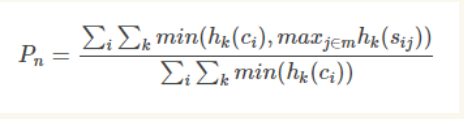 P_n = \frac{\sum_i \sum_k min(h_k(c_i), max_{j \in m} h_k(s_{ij}))}{\sum_i \sum_k min(h_k(c_i))}